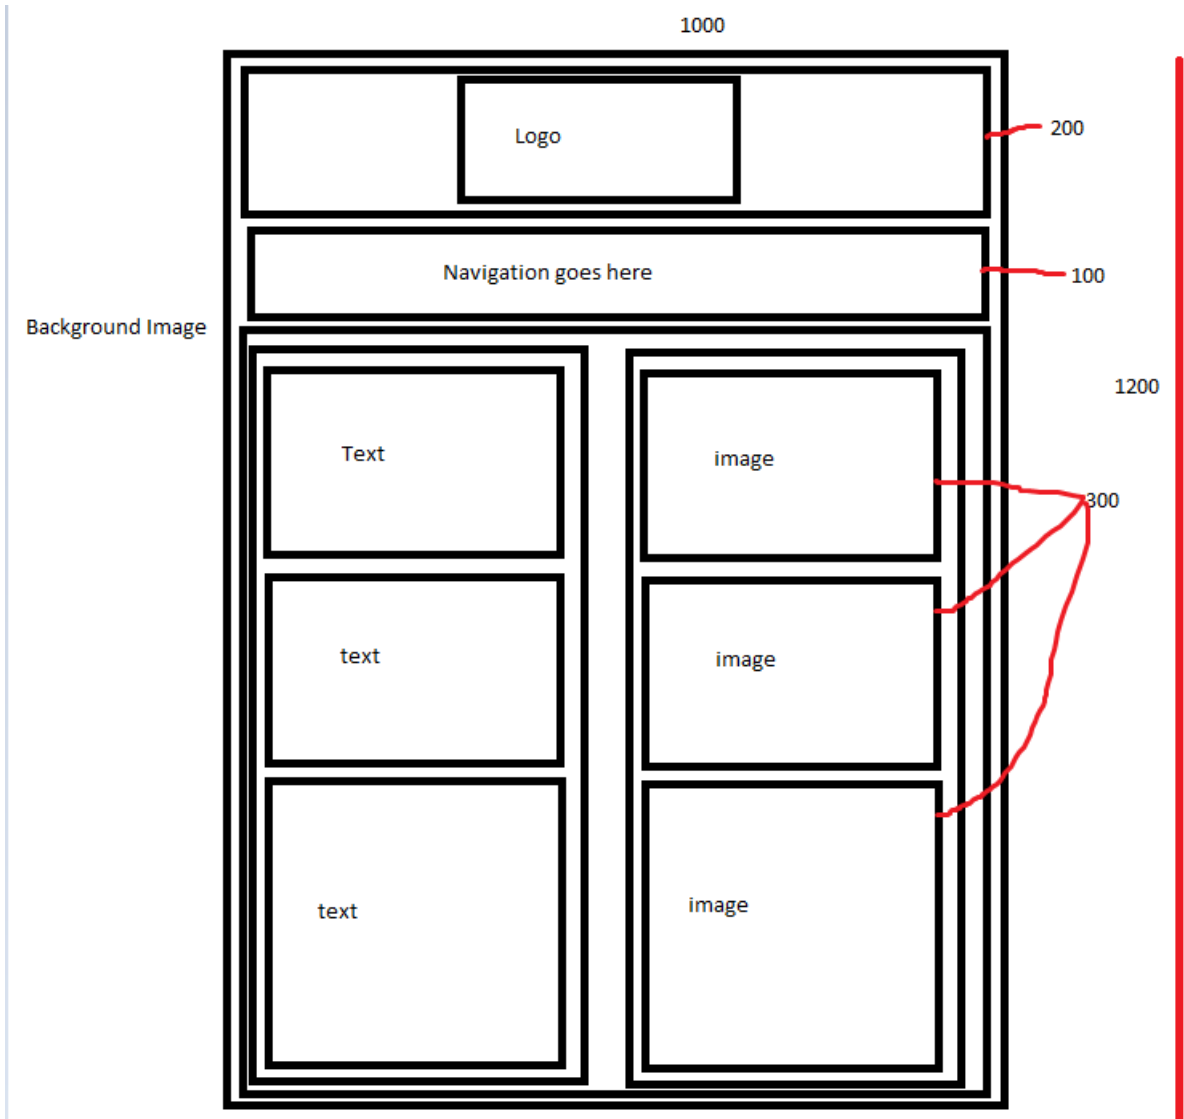 1000
Logo
200
Navigation goes here
100
Background Image
1200
Text
image
300
text
image
text
image